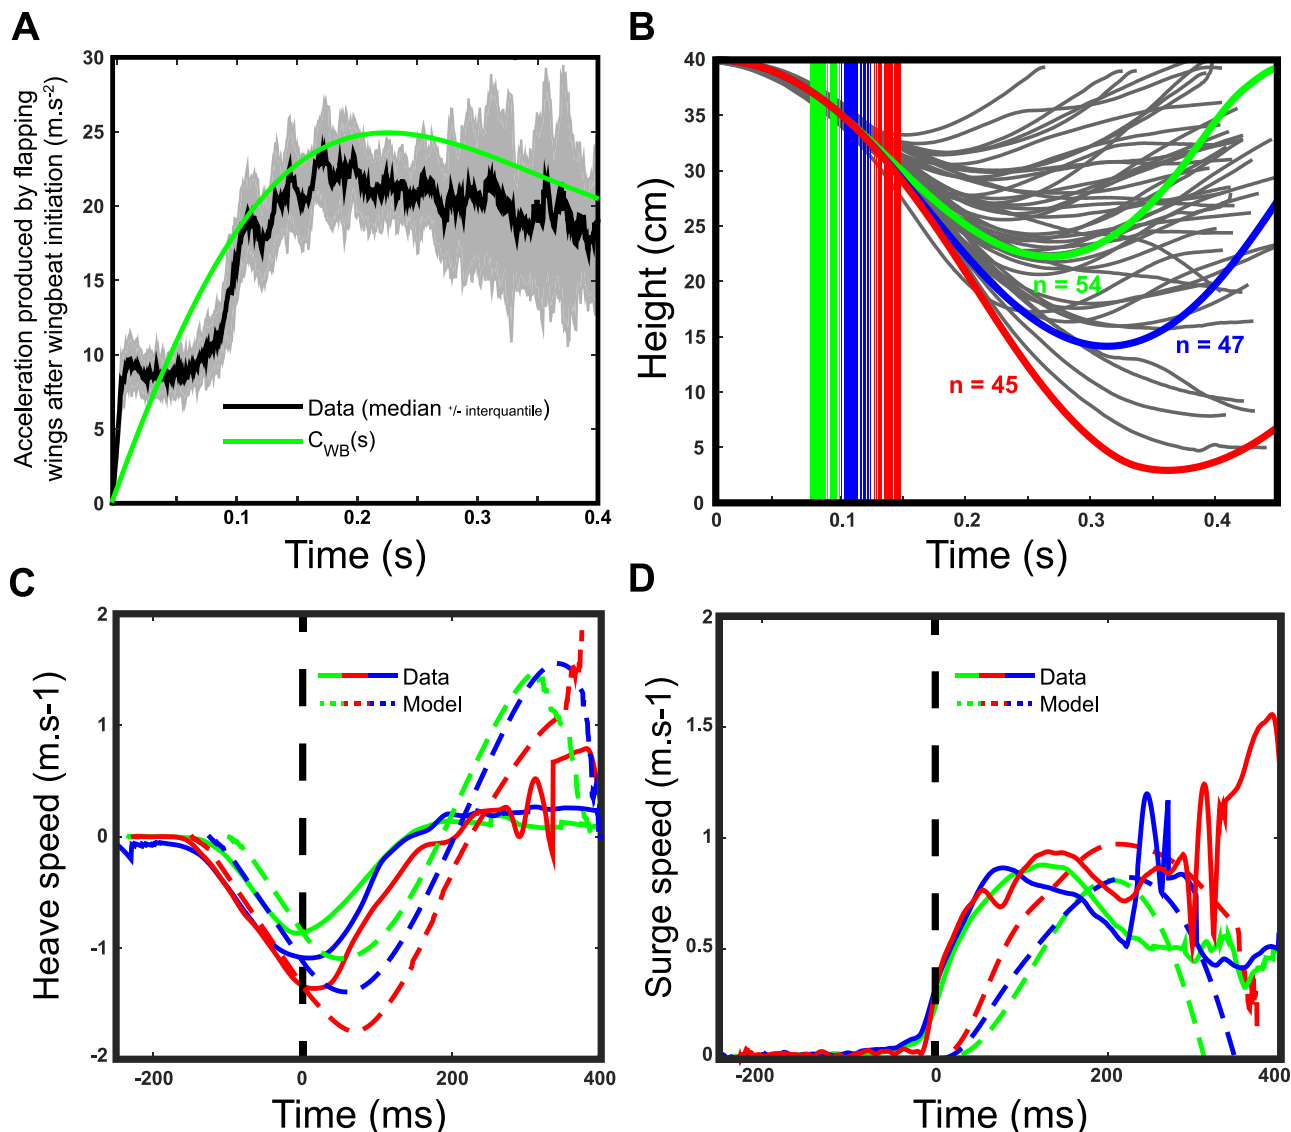 A
Acceleration produced by flapping
wings after wingbeat initiation (m.s-2)
30
25
20
15
10
5
0
0.1
0.2
0.3
0.4
Time (s)
Data (median +/- interquantile)
CWB(s)
B
Height (cm)
40
35
30
25
20
15
10
5
0
0
0.1
0.2
0.3
0.4
Time (s)
n = 54
n = 47
n = 45
C
Heave speed (m.s-1)
2
1
0
-1
-2
-200
0
200
400
Time (ms)
Data
Model
D
Surge speed (m.s-1)
2
1.5
1
0.5
0
-200
0
200
400
Time (ms)
Data
Model